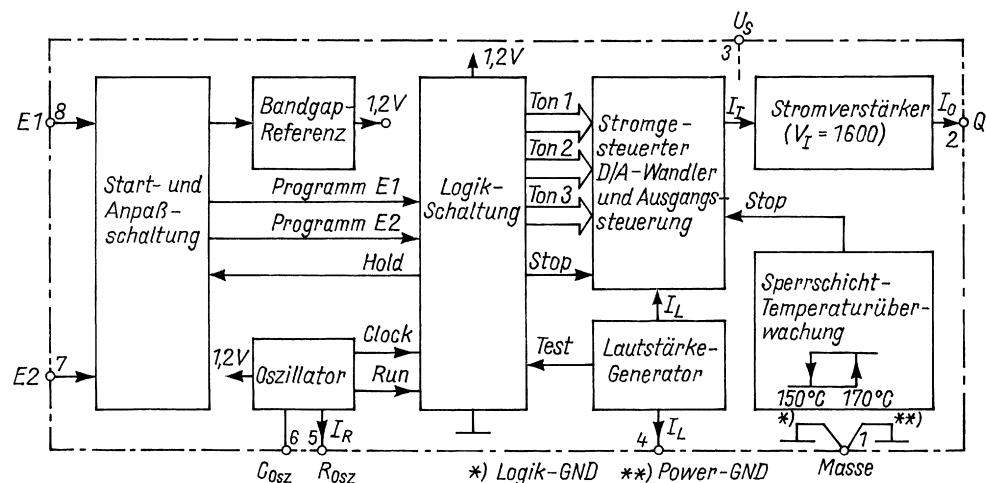 U_S
3
1,2V
E1
8
Bandgap-
Referenz
1,2V
Start- und
Anpaß-
schaltung
Programm E1
Programm E2
Hold
Logik-
Schaltung
Ton 1
Ton 2
Ton 3
Stop
Stromge-
steuerter
D/A-Wandler
und Ausgangs-
steuerung
I_I
Stromverstärker
(V_I = 1600)
I_O
Q
2
Stop
Sperrschicht-
Temperaturüber-
wachung
150°C
170°C
I_L
Lautstärke-
Generator
Test
Clock
Run
1,2V
Oszillator
E2
7
6
5
I_R
4
I_L
*)
**)
1
C_Osz
R_Osz
*) Logik-GND
**) Power-GND
Masse